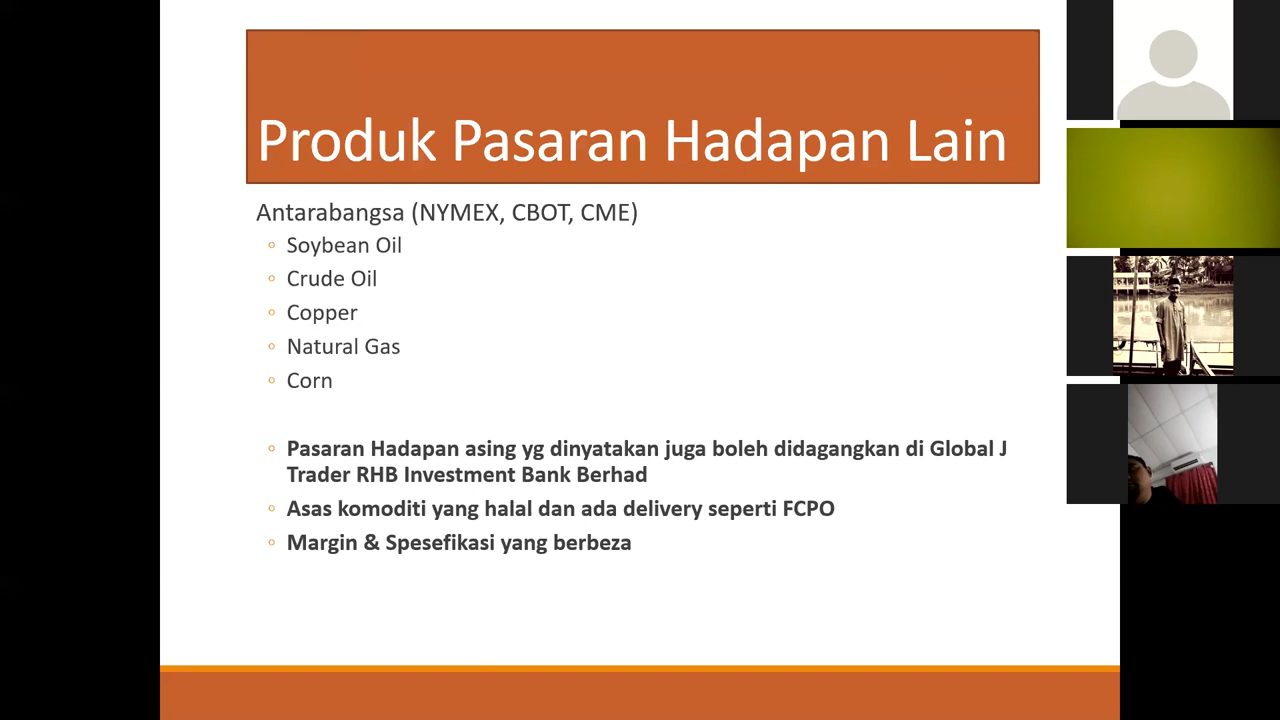 Produk Pasaran Hadapan Lain
Antarabangsa (NYMEX, CBOT, CME)
◦ Soybean Oil
◦ Crude Oil
◦ Copper
◦ Natural Gas
◦ Corn
◦ Pasaran Hadapan asing yg dinyatakan juga boleh didagangkan di Global J
Trader RHB Investment Bank Berhad
◦ Asas komoditi yang halal dan ada delivery seperti FCPO
◦ Margin & Spesefikasi yang berbeza